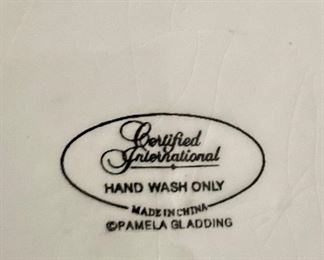 Certified
International
HAND WASH ONLY
MADE IN CHINA
©PAMELA GLADDING